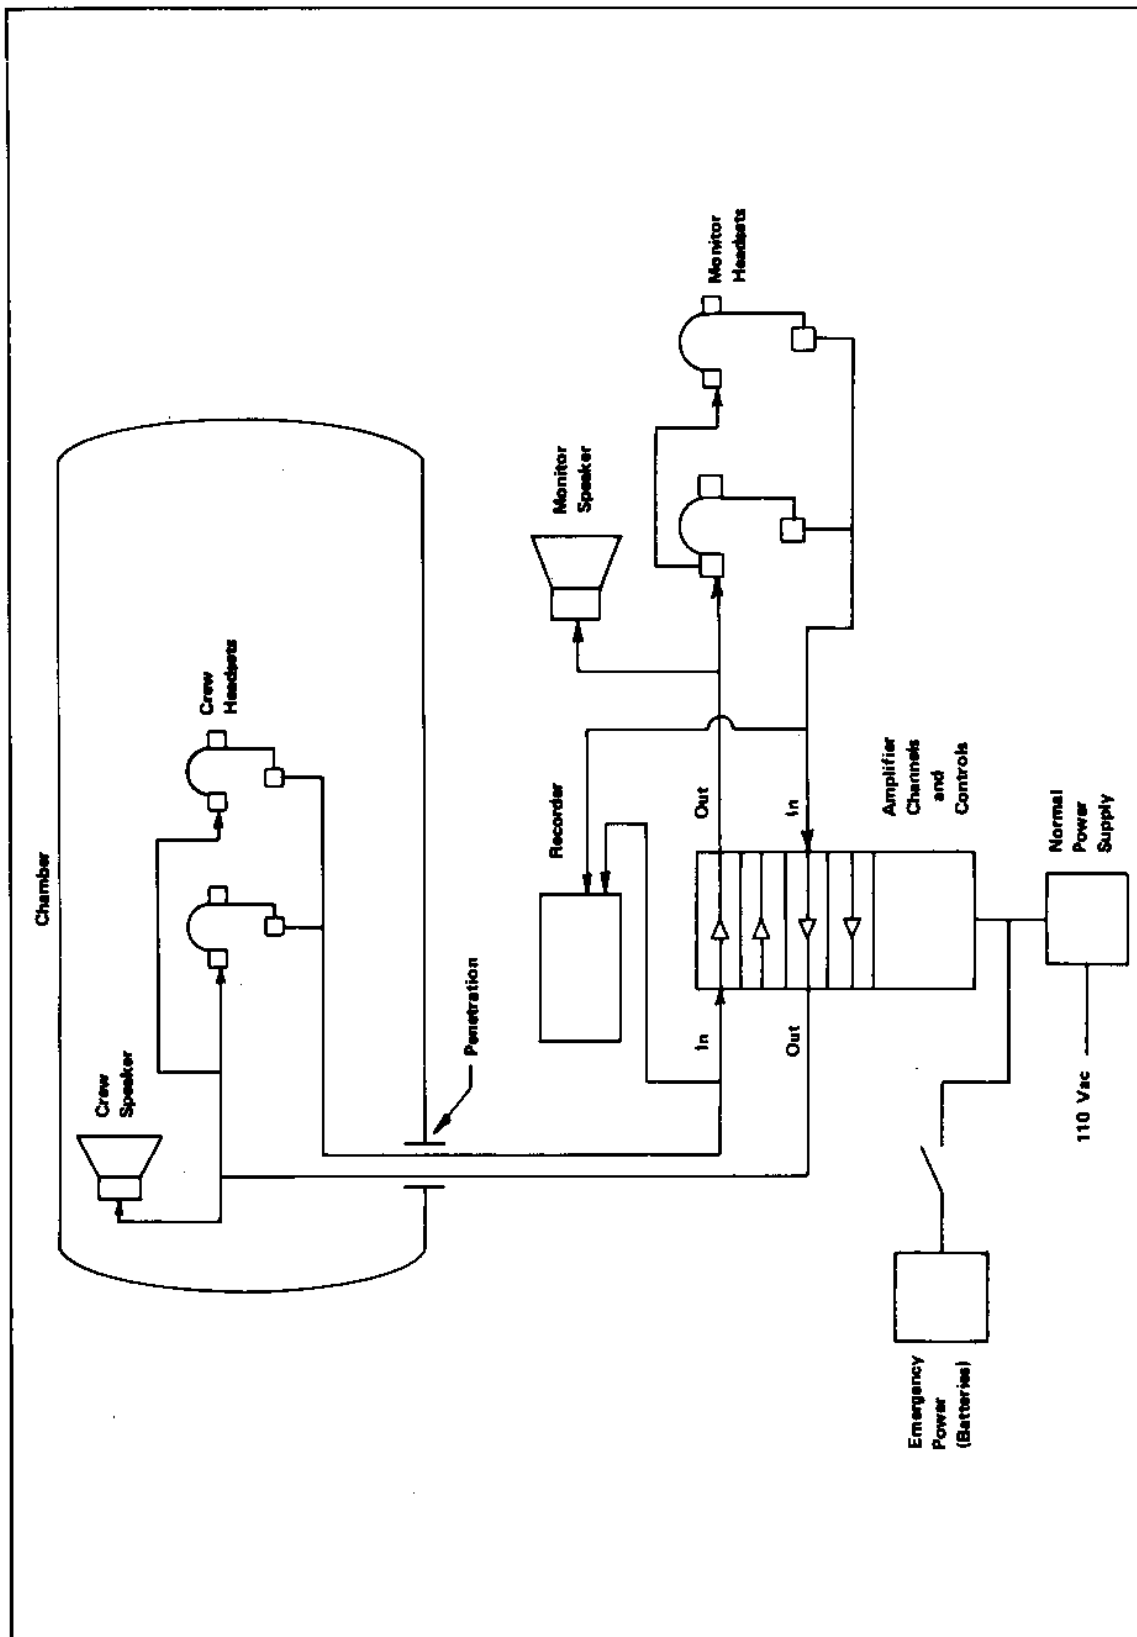 Chamber
Crew
Speaker
Crew
Headsets
Penetration
Recorder
Monitor
Speaker
Monitor
Headsets
In
Out
Out
In
Amplifier
Channels
and
Controls
Emergency
Power
(Batteries)
110 Vac
Normal
Power
Supply